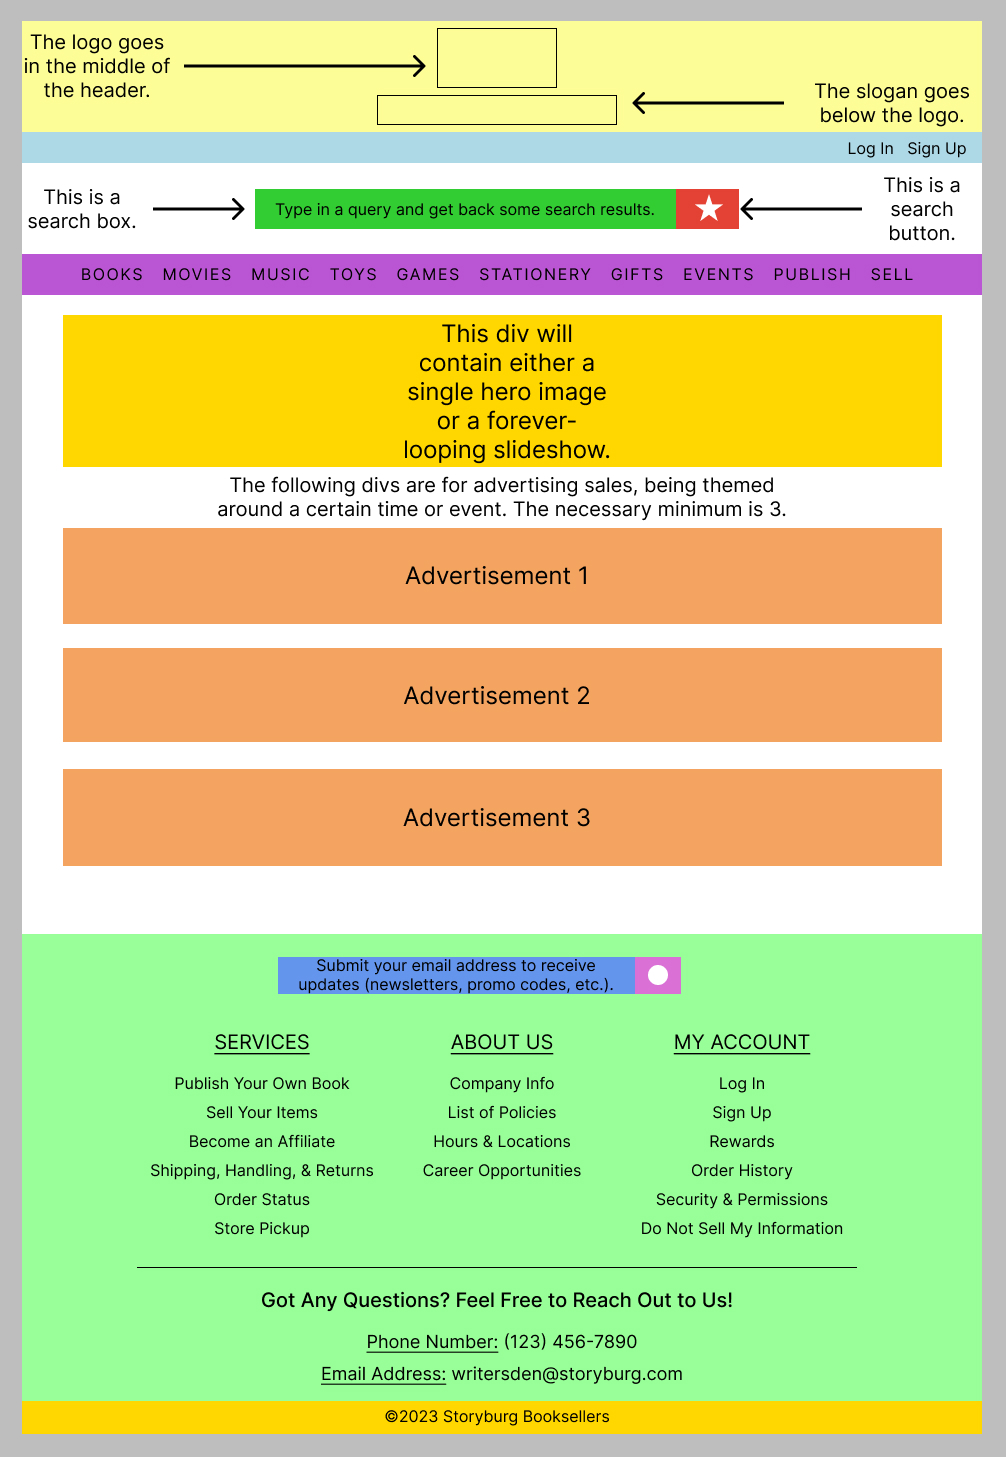 The logo goes
in the middle of
the header.
The slogan goes
below the logo.
Log In Sign Up
This is a
search box.
Type in a query and get back some search results.
This is a
search
button.
BOOKS MOVIES MUSIC TOYS GAMES STATIONERY GIFTS EVENTS PUBLISH SELL
This div will
contain either a
single hero image
or a forever-
looping slideshow.
The following divs are for advertising sales, being themed
around a certain time or event. The necessary minimum is 3.
Advertisement 1
Advertisement 2
Advertisement 3
Submit your email address to receive
updates (newsletters, promo codes, etc.).
SERVICES
Publish Your Own Book
Sell Your Items
Become an Affiliate
Shipping, Handling, & Returns
Order Status
Store Pickup
ABOUT US
Company Info
List of Policies
Hours & Locations
Career Opportunities
MY ACCOUNT
Log In
Sign Up
Rewards
Order History
Security & Permissions
Do Not Sell My Information
Got Any Questions? Feel Free to Reach Out to Us!
Phone Number: (123) 456-7890
Email Address: writersden@storyburg.com
©2023 Storyburg Booksellers